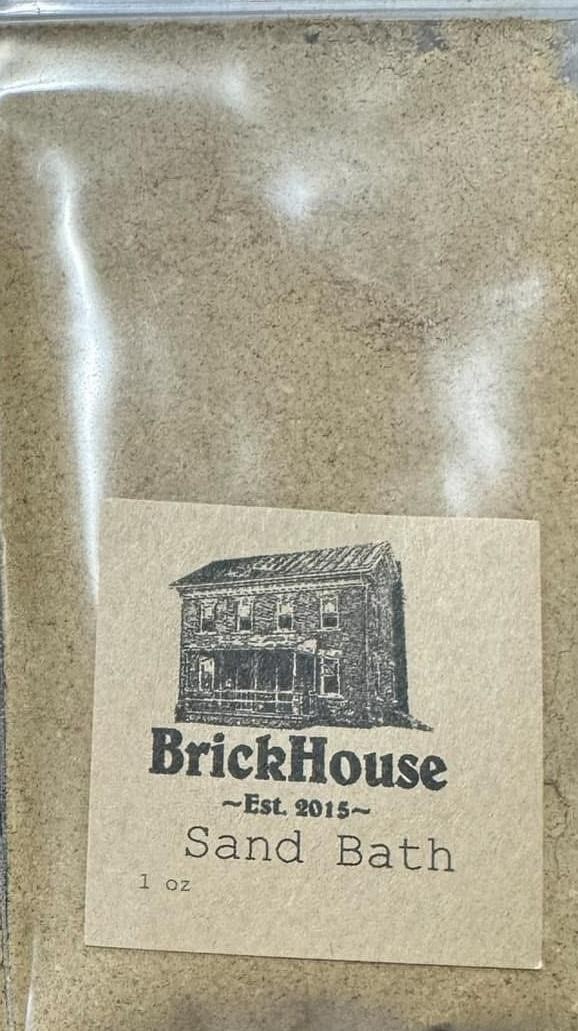 BrickHouse
~Est. 2015~
Sand Bath
1 oz